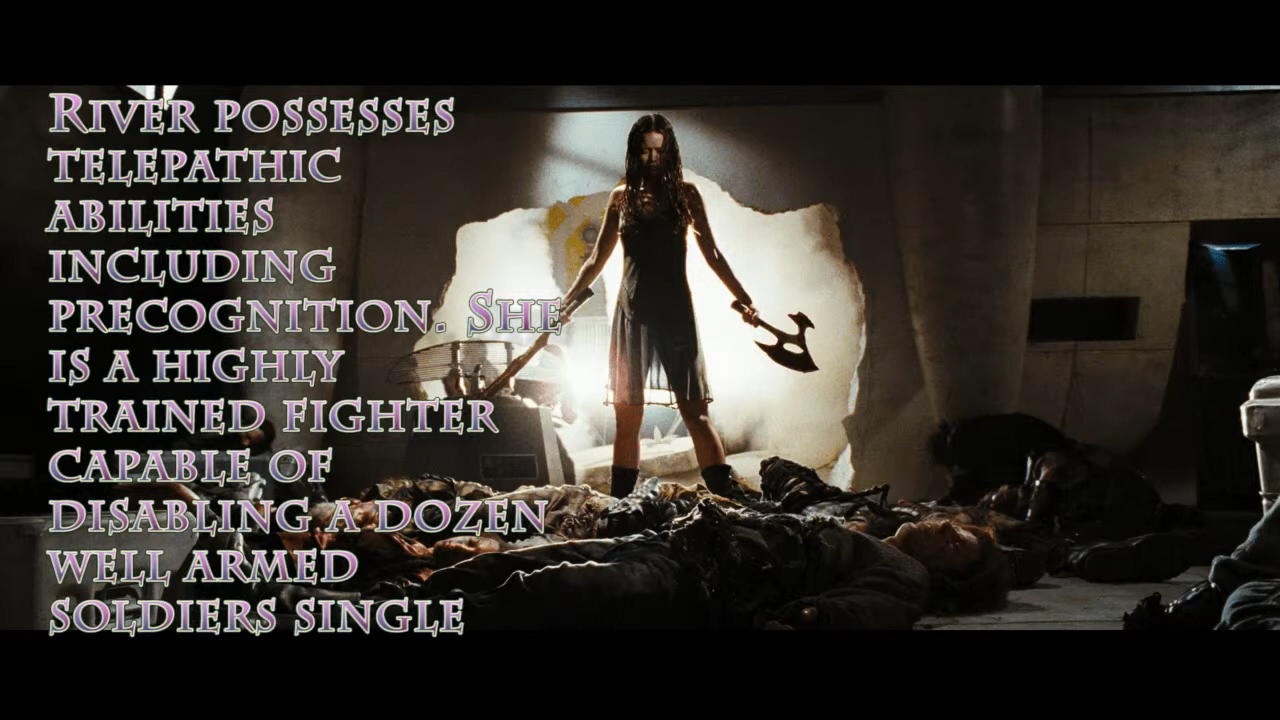 River possesses
telepathic
abilities
including
precognition. She
is a highly
trained fighter
capable of
disabling a dozen
well armed
soldiers single